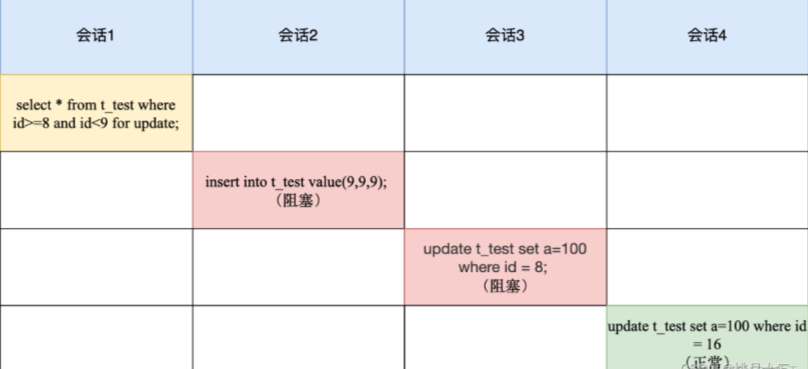 会话1
会话2
会话3
会话4
select * from t_test where
id>=8 and id<9 for update;
insert into t_test value(9,9,9);
（阻塞）
update t_test set a=100
where id = 8;
（阻塞）
update t_test set a=100 where id
= 16
（正常）